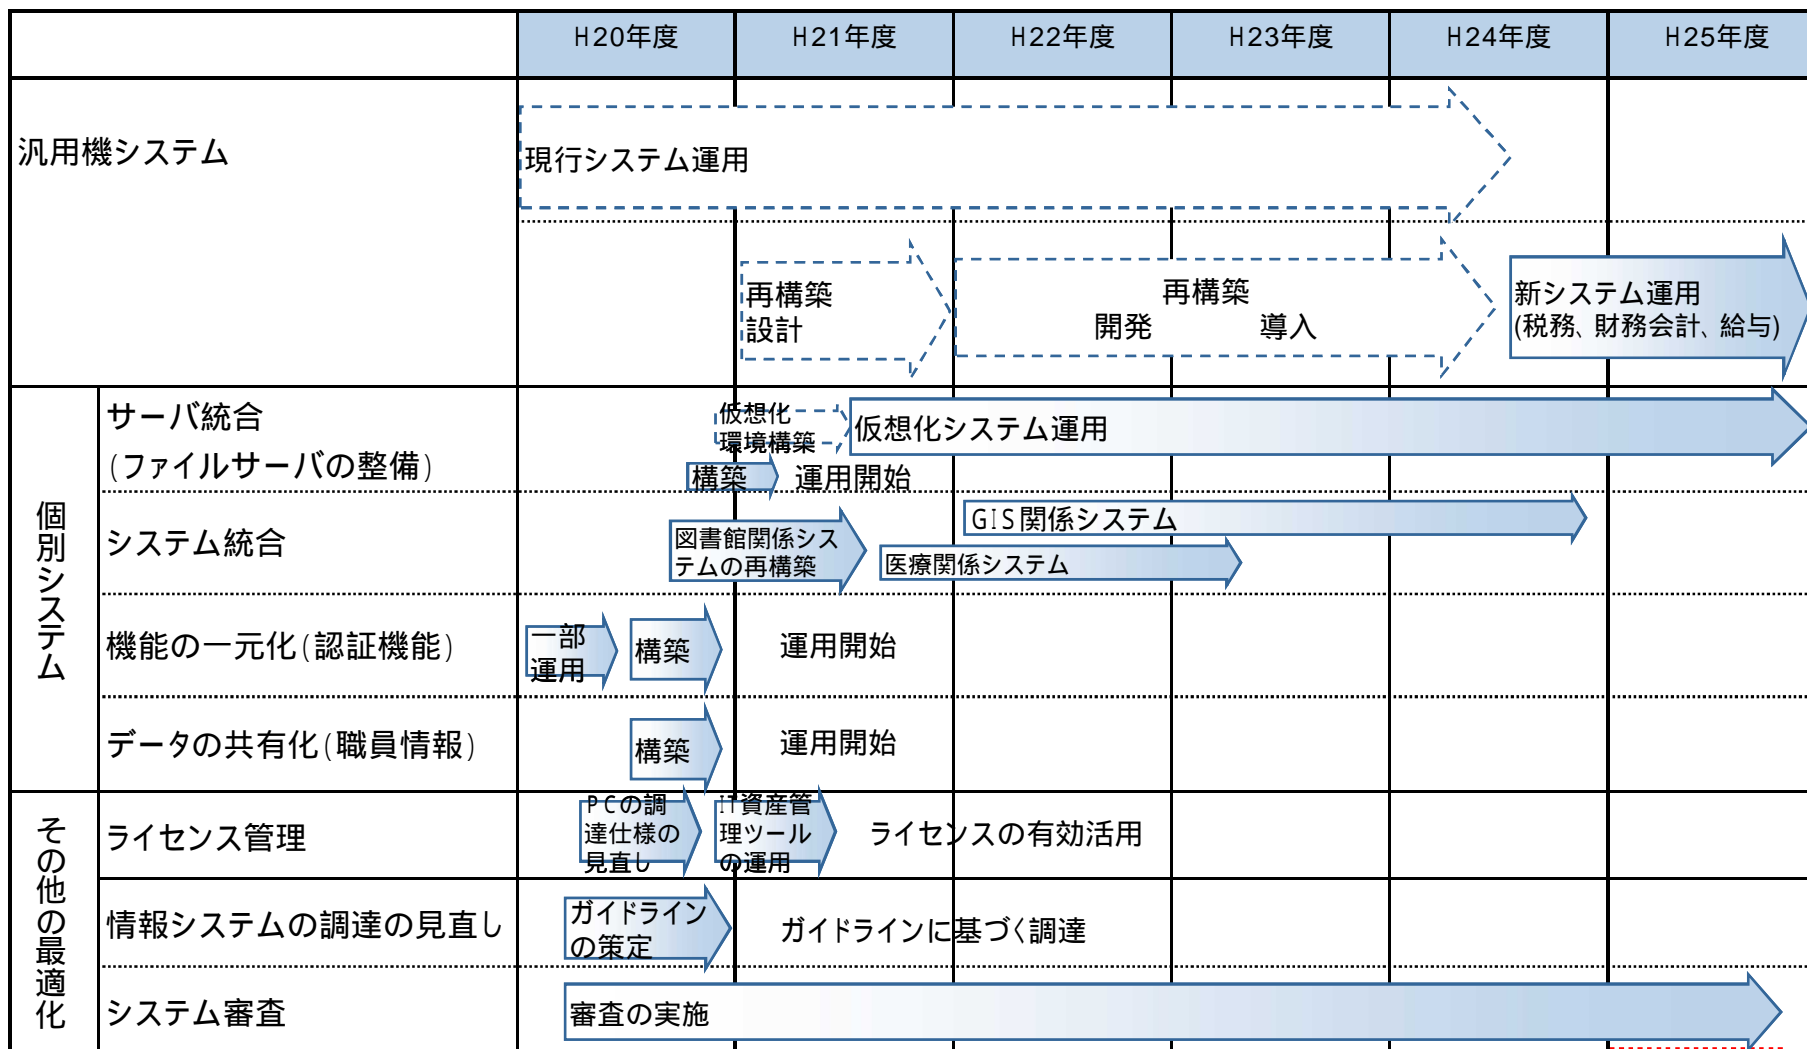 H20年度
H21年度
H22年度
H23年度
H24年度
H25年度
汎用機システム
現行システム運用
再構築
設計
再構築
開発 導入
新システム運用
(税務、財務会計、給与)
個別システム
サーバ統合
(ファイルサーバの整備)
仮想化
環境構築
仮想化システム運用
構築
運用開始
システム統合
図書館関係シス
テムの再構築
GIS関係システム
医療関係システム
機能の一元化(認証機能)
一部
運用
構築
運用開始
データの共有化(職員情報)
構築
運用開始
その他の最適化
ライセンス管理
PCの調
達仕様の
見直し
IT資産管
理ツール
の運用
ライセンスの有効活用
情報システムの調達の見直し
ガイドライン
の策定
ガイドラインに基づく調達
システム審査
審査の実施